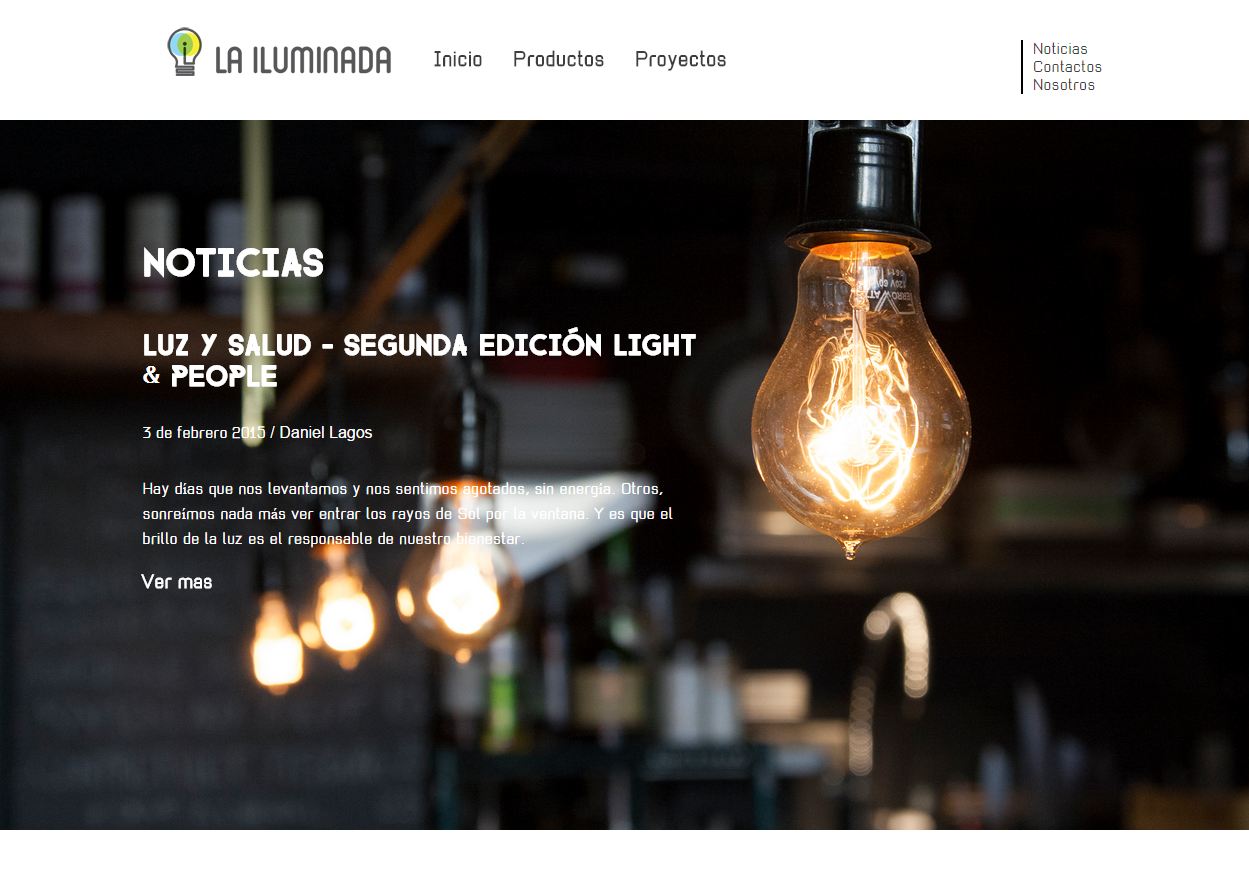 LA ILUMINADA
Inicio Productos Proyectos
Noticias
Contactos
Nosotros
NOTICIAS
LUZ Y SALUD - SEGUNDA EDICIÓN LIGHT
& PEOPLE
3 de febrero 2015 / Daniel Lagos
Hay días que nos levantamos y nos sentimos agotados, sin energía. Otros,
sonreímos nada más ver entrar los rayos de Sol por la ventana. Y es que el
brillo de la luz es el responsable de nuestro bienestar.
Ver mas